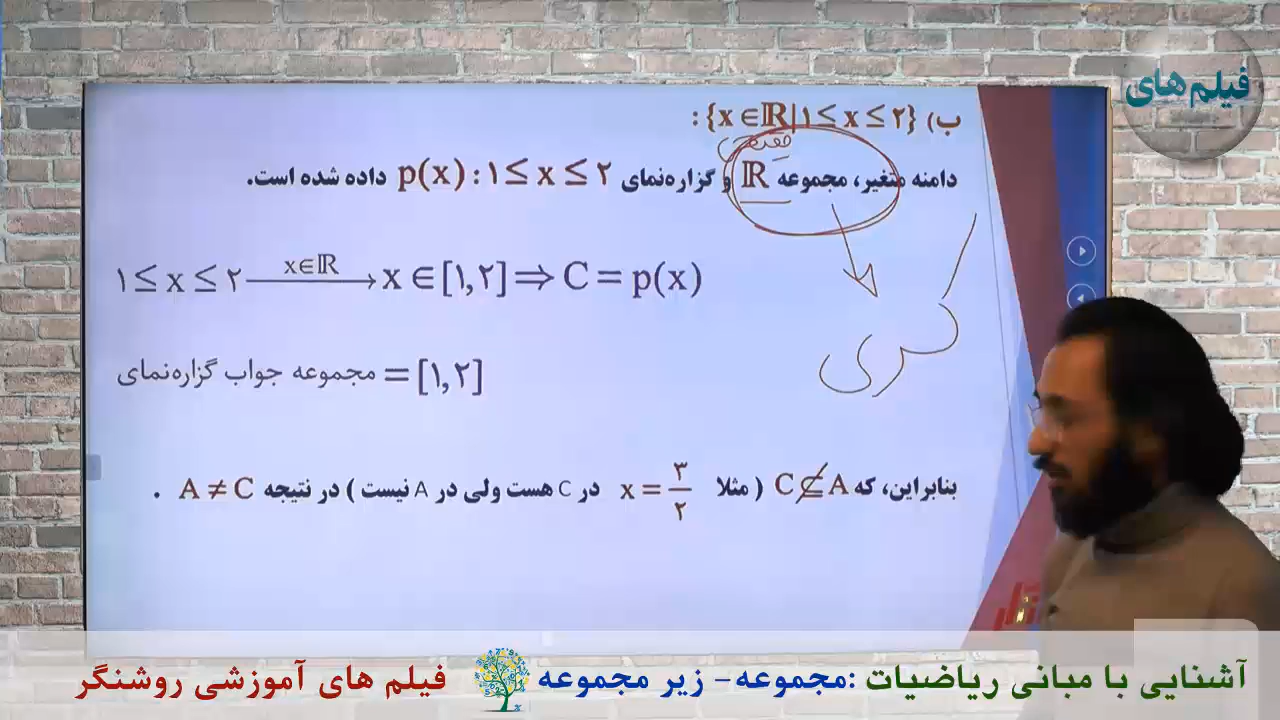 فیلم های
ب) {x ∈ ℝ | ۱ ≤ x ≤ ۲} :
دامنه متغیر، مجموعه ℝ و گزاره‌نمای p(x) : ۱ ≤ x ≤ ۲ داده شده است.
۱ ≤ x ≤ ۲ ⟶ x∈ℝ x ∈ [۱,۲] ⇒ C = p(x)
مجموعه جواب گزاره‌نمای = [۱,۲]
بنابراین، که C ⊈ A ( مثلا x = ۳/۲ در C هست ولی در A نیست ) در نتیجه A ≠ C .
آشنایی با مبانی ریاضیات :مجموعه- زیر مجموعه فیلم های آموزشی روشنگر